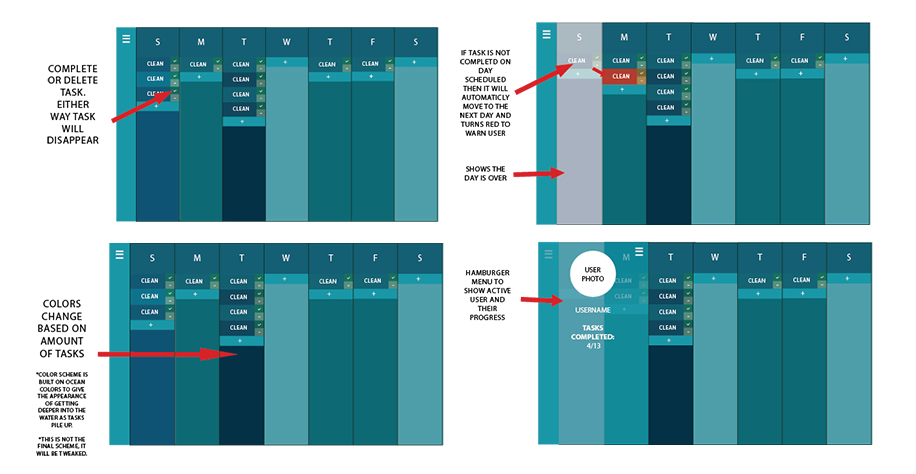 COMPLETE
OR DELETE
TASK.
EITHER
WAY TASK
WILL
DISAPPEAR
☰ S M T W T F S
CLEAN CLEAN CLEAN + CLEAN CLEAN +
CLEAN + CLEAN + +
CLEAN CLEAN
+ CLEAN
+
IF TASK IS NOT
COMPLETD ON
DAY
SCHEDULED
THEN IT WILL
AUTOMATICLY
MOVE TO THE
NEXT DAY AND
TURNS RED TO
WARN USER
SHOWS THE
DAY IS OVER
☰ S M T W T F S
CLEAN CLEAN CLEAN + CLEAN CLEAN +
+ CLEAN CLEAN + +
+ CLEAN
CLEAN
+
COLORS
CHANGE
BASED ON
AMOUNT
OF TASKS
*COLOR SCHEME IS
BUILT ON OCEAN
COLORS TO GIVE
THE APPEARANCE
OF GETTING
DEEPER INTO THE
WATER AS TASKS
PILE UP.
*THIS IS NOT THE
FINAL SCHEME, IT
WILL BE TWEAKED.
☰ S M T W T F S
CLEAN CLEAN CLEAN + CLEAN CLEAN +
CLEAN + CLEAN + +
CLEAN CLEAN
+ CLEAN
+
HAMBURGER
MENU TO
SHOW ACTIVE
USER AND
THEIR
PROGRESS
☰ M ☰ T W T F S
USER
PHOTO
USERNAME
TASKS
COMPLETED:
4/13
CLEAN CLEAN + CLEAN CLEAN +
CLEAN CLEAN + +
+ CLEAN
CLEAN
+